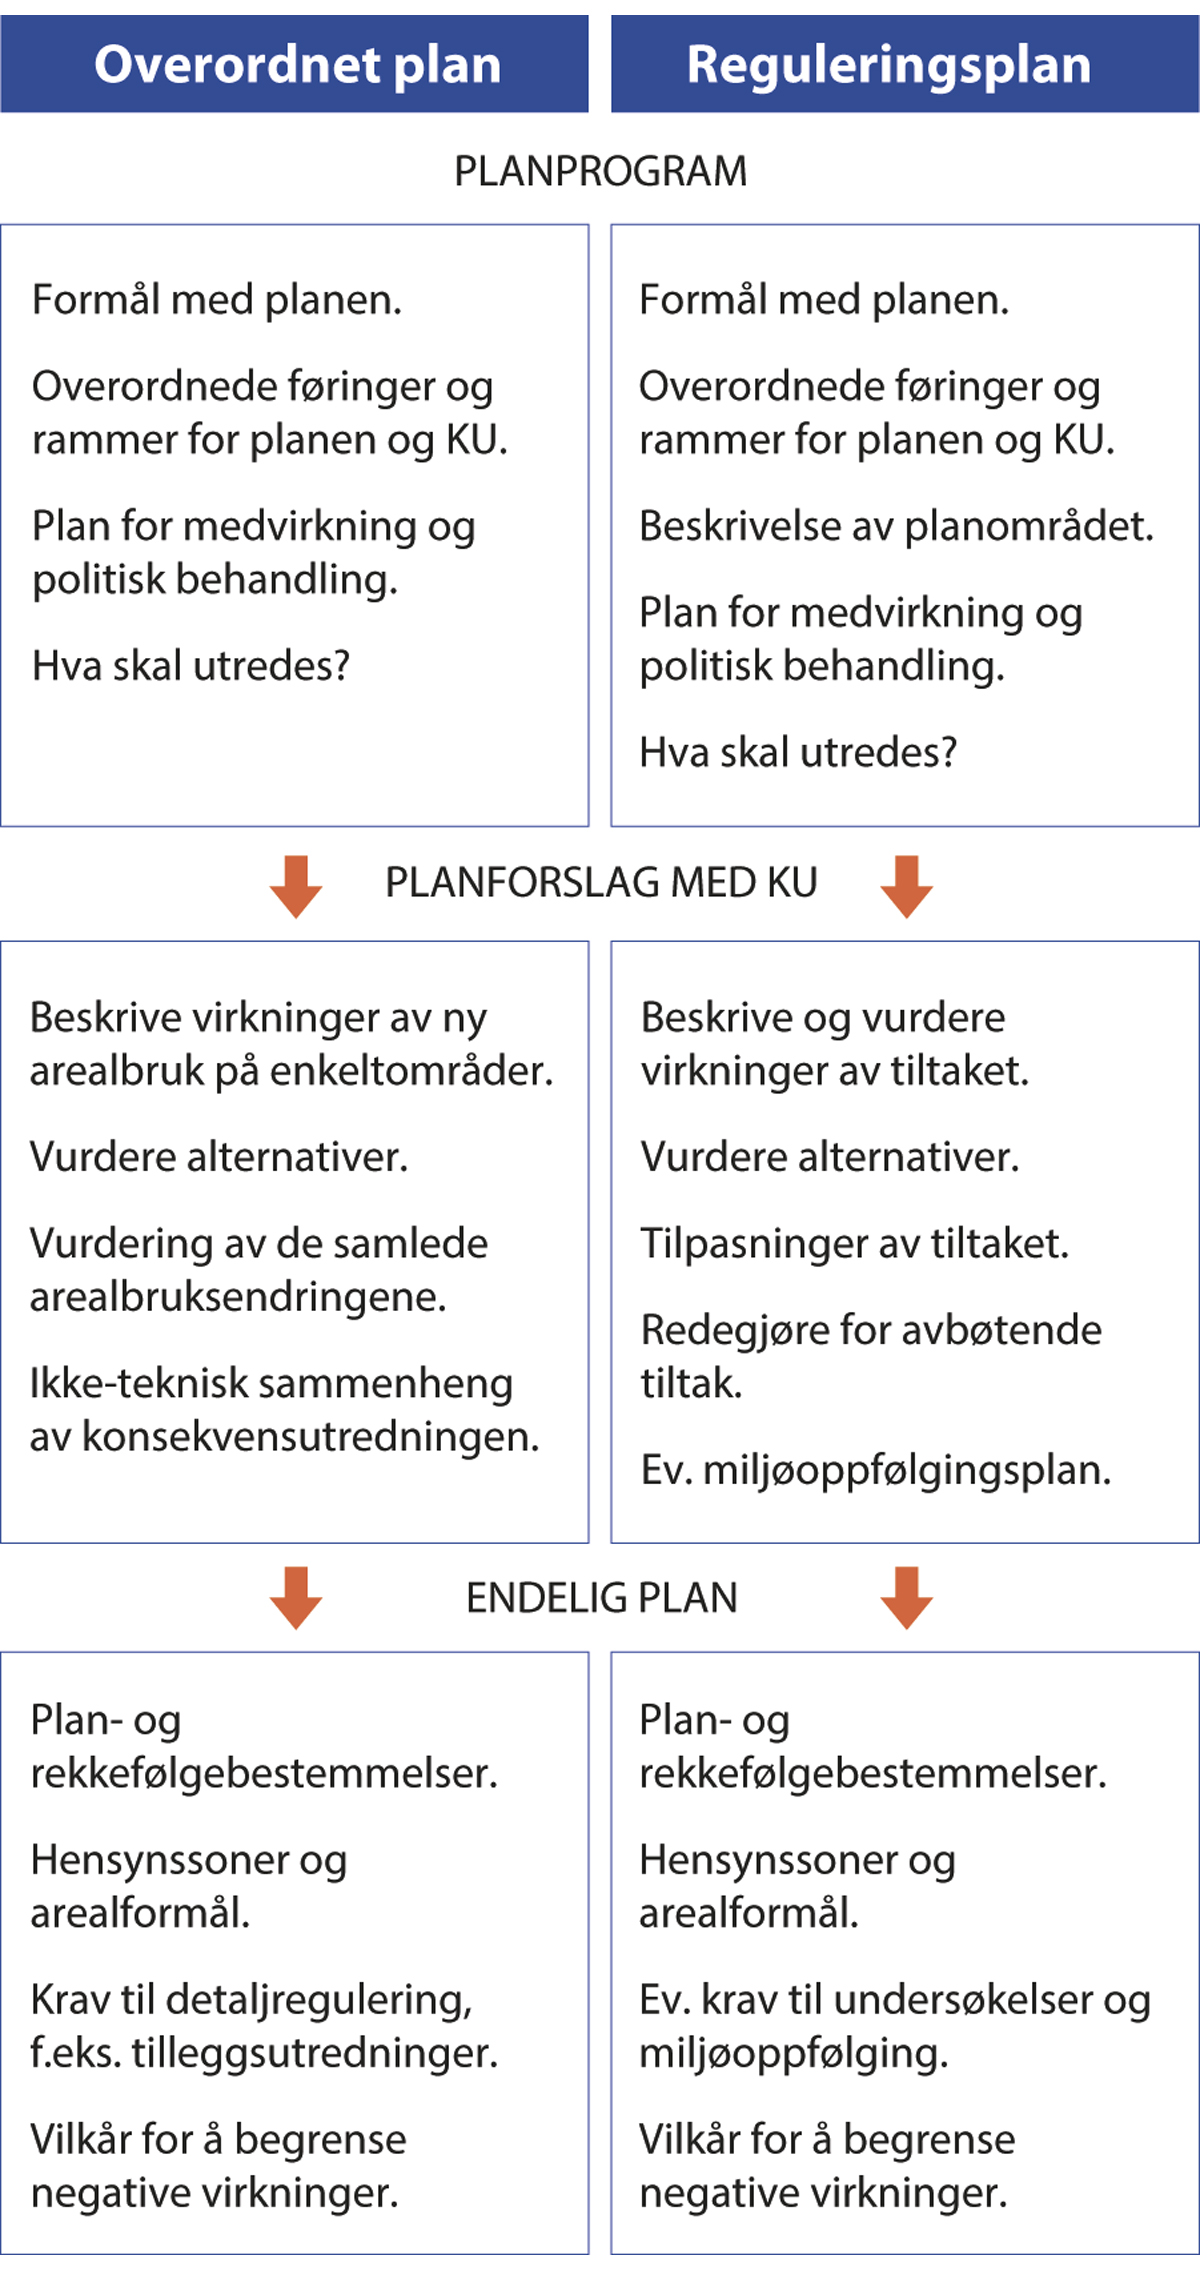 Overordnet plan
Reguleringsplan
PLANPROGRAM
Formål med planen.
Overordnede føringer og
rammer for planen og KU.
Plan for medvirkning og
politisk behandling.
Hva skal utredes?
Formål med planen.
Overordnede føringer og
rammer for planen og KU.
Beskrivelse av planområdet.
Plan for medvirkning og
politisk behandling.
Hva skal utredes?
PLANFORSLAG MED KU
Beskrive virkninger av ny
arealbruk på enkeltområder.
Vurdere alternativer.
Vurdering av de samlede
arealbruksendringene.
Ikke-teknisk sammenheng
av konsekvensutredningen.
Beskrive og vurdere
virkninger av tiltaket.
Vurdere alternativer.
Tilpasninger av tiltaket.
Redegjøre for avbøtende
tiltak.
Ev. miljøoppfølgingsplan.
ENDELIG PLAN
Plan- og
rekkefølgebestemmelser.
Hensynssoner og
arealformål.
Krav til detaljregulering,
f.eks. tilleggsutredninger.
Vilkår for å begrense
negative virkninger.
Plan- og
rekkefølgebestemmelser.
Hensynssoner og
arealformål.
Ev. krav til undersøkelser og
miljøoppfølging.
Vilkår for å begrense
negative virkninger.